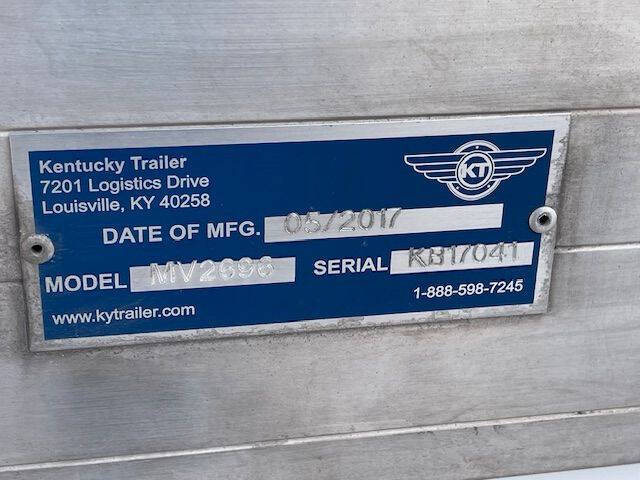 Kentucky Trailer
7201 Logistics Drive
Louisville, KY 40258
KT
DATE OF MFG. 05/2017
MODEL MV2696 SERIAL KB17041
www.kytrailer.com 1-888-598-7245